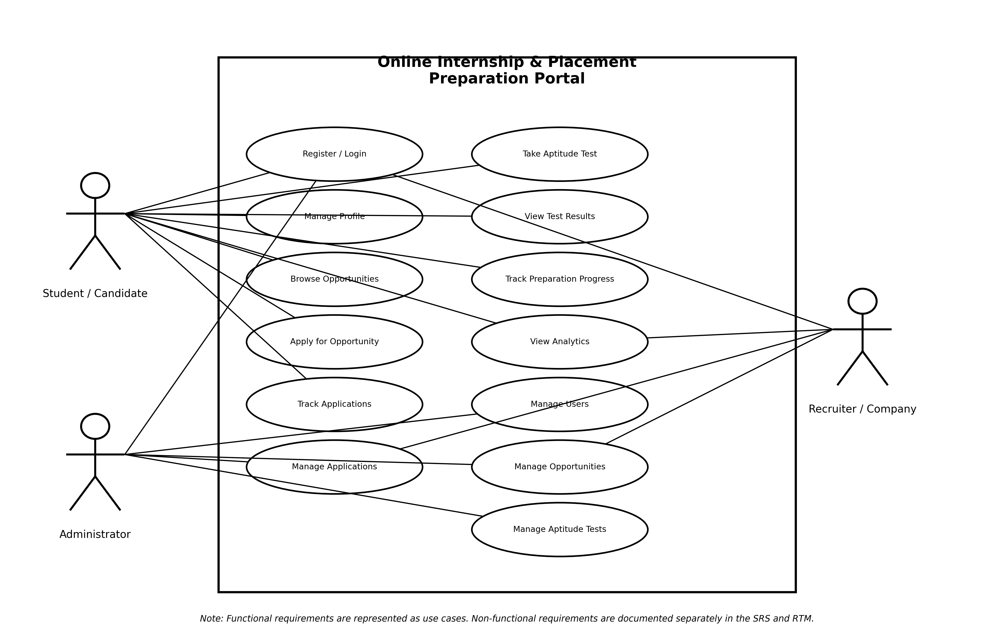 Online Internship & Placement
Preparation Portal
Register / Login
Take Aptitude Test
Manage Profile
View Test Results
Browse Opportunities
Track Preparation Progress
Student / Candidate
Apply for Opportunity
View Analytics
Track Applications
Manage Users
Recruiter / Company
Manage Applications
Manage Opportunities
Manage Aptitude Tests
Administrator
Note: Functional requirements are represented as use cases. Non-functional requirements are documented separately in the SRS and RTM.